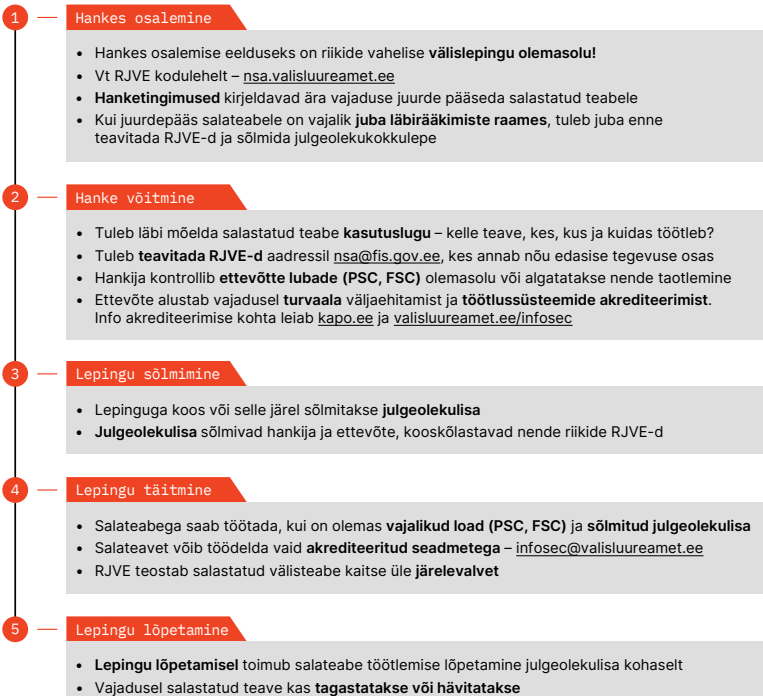 1
Hankes osalemine
• Hankes osalemise eelduseks on riikide vahelise välislepingu olemasolu!
• Vt RJVE kodulehelt – nsa.valisluureamet.ee
• Hanketingimused kirjeldavad ära vajaduse juurde pääseda salastatud teabele
• Kui juurdepääs salateabele on vajalik juba läbirääkimiste raames, tuleb juba enne
teavitada RJVE-d ja sõlmida julgeolekukokkulepe
2
Hanke võitmine
• Tuleb läbi mõelda salastatud teabe kasutuslugu – kelle teave, kes, kus ja kuidas töötleb?
• Tuleb teavitada RJVE-d aadressil nsa@fis.gov.ee, kes annab nõu edasise tegevuse osas
• Hankija kontrollib ettevõtte lubade (PSC, FSC) olemasolu või algatatakse nende taotlemine
• Ettevõte alustab vajadusel turvaala väljaehitamist ja töötlussüsteemide akrediteerimist.
Info akrediteerimise kohta leiab kapo.ee ja valisluureamet.ee/infosec
3
Lepingu sõlmimine
• Lepinguga koos või selle järel sõlmitakse julgeolekulisa
• Julgeolekulisa sõlmivad hankija ja ettevõte, kooskõlastavad nende riikide RJVE-d
4
Lepingu täitmine
• Salateabega saab töötada, kui on olemas vajalikud load (PSC, FSC) ja sõlmitud julgeolekulisa
• Salateavet võib töödelda vaid akrediteeritud seadmetega – infosec@valisluureamet.ee
• RJVE teostab salastatud välisteabe kaitse üle järelevalvet
5
Lepingu lõpetamine
• Lepingu lõpetamisel toimub salateabe töötlemise lõpetamine julgeolekulisa kohaselt
• Vajadusel salastatud teave kas tagastatakse või hävitatakse